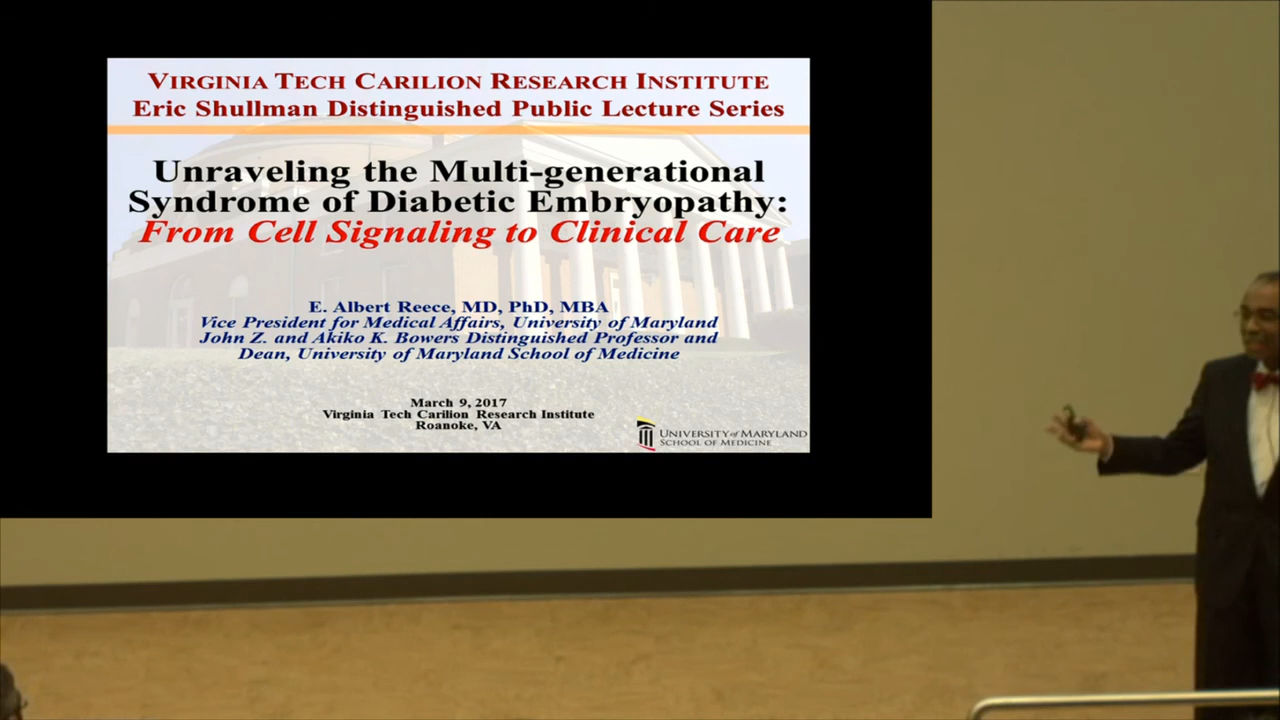 VIRGINIA TECH CARILION RESEARCH INSTITUTE
Eric Shullman Distinguished Public Lecture Series
Unraveling the Multi-generational
Syndrome of Diabetic Embryopathy:
From Cell Signaling to Clinical Care
E. Albert Reece, MD, PhD, MBA
Vice President for Medical Affairs, University of Maryland
John Z. and Akiko K. Bowers Distinguished Professor and
Dean, University of Maryland School of Medicine
March 9, 2017
Virginia Tech Carilion Research Institute
Roanoke, VA
UNIVERSITY of MARYLAND
SCHOOL OF MEDICINE